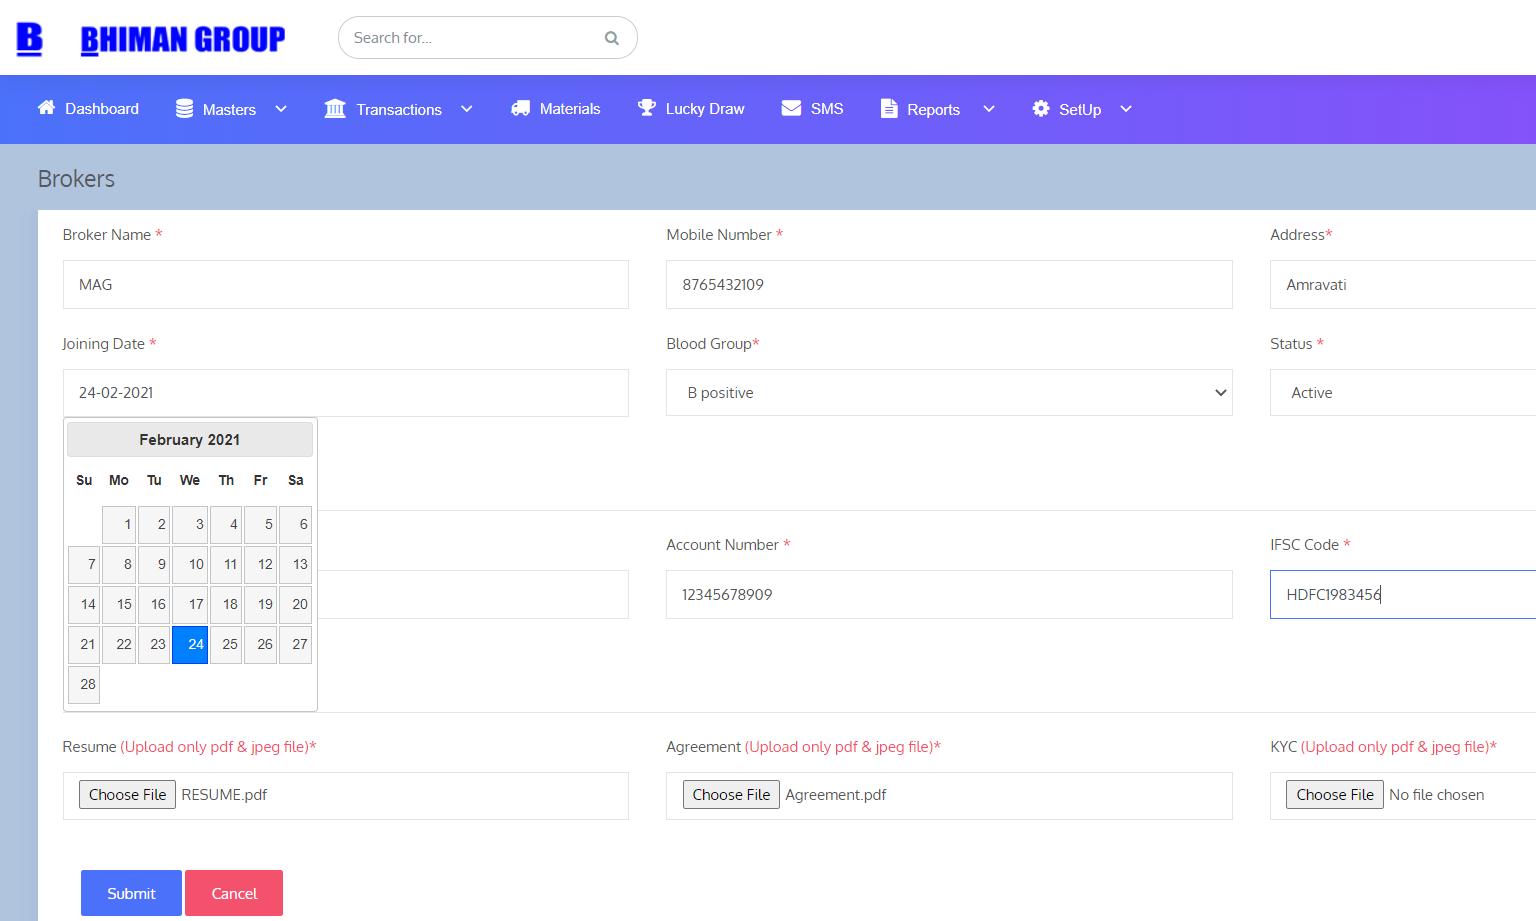 B BHIMAN GROUP Search for...
Dashboard Masters Transactions Materials Lucky Draw SMS Reports SetUp
Brokers
Broker Name * Mobile Number * Address*
MAG 8765432109 Amravati
Joining Date * Blood Group* Status *
24-02-2021 B positive Active
February 2021
Su Mo Tu We Th Fr Sa
1 2 3 4 5 6
Account Number * IFSC Code *
7 8 9 10 11 12 13
14 15 16 17 18 19 20
12345678909 HDFC1983456
21 22 23 24 25 26 27
28
Resume (Upload only pdf & jpeg file)* Agreement (Upload only pdf & jpeg file)* KYC (Upload only pdf & jpeg file)*
Choose File RESUME.pdf Choose File Agreement.pdf Choose File No file chosen
Submit Cancel